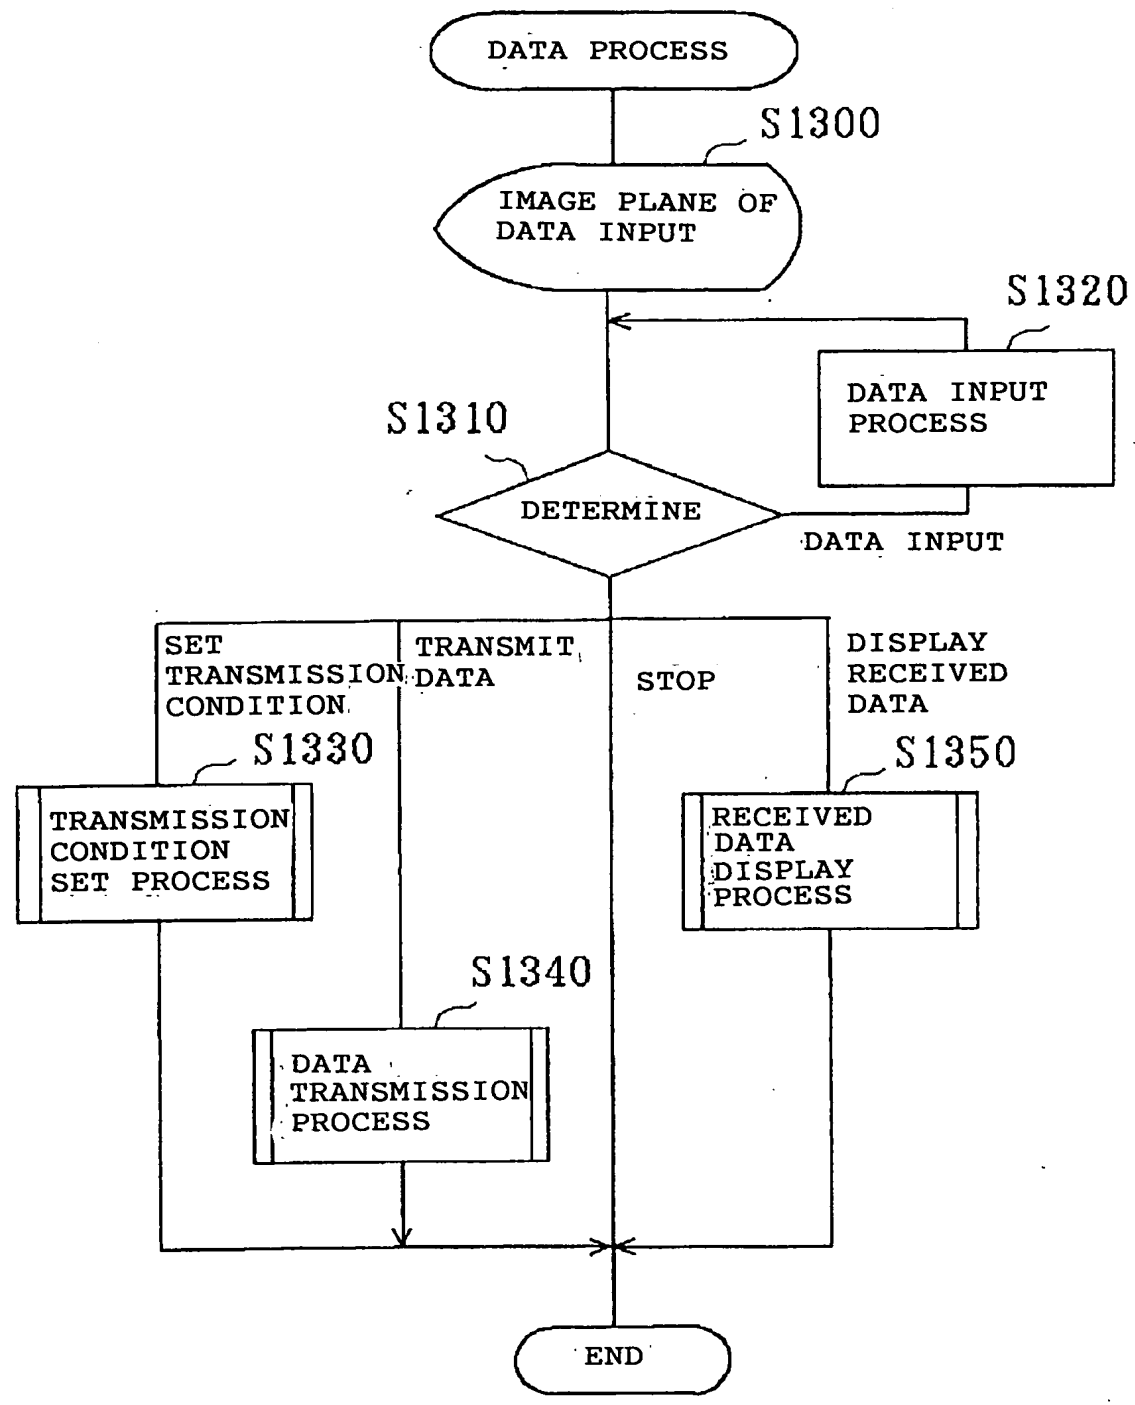 DATA PROCESS
S1300
IMAGE PLANE OF
DATA INPUT
S1320
DATA INPUT
PROCESS
S1310
DETERMINE
DATA INPUT
SET
TRANSMISSION
CONDITION
TRANSMIT
DATA
STOP
DISPLAY
RECEIVED
DATA
S1330
TRANSMISSION
CONDITION
SET PROCESS
S1350
RECEIVED
DATA
DISPLAY
PROCESS
S1340
DATA
TRANSMISSION
PROCESS
END